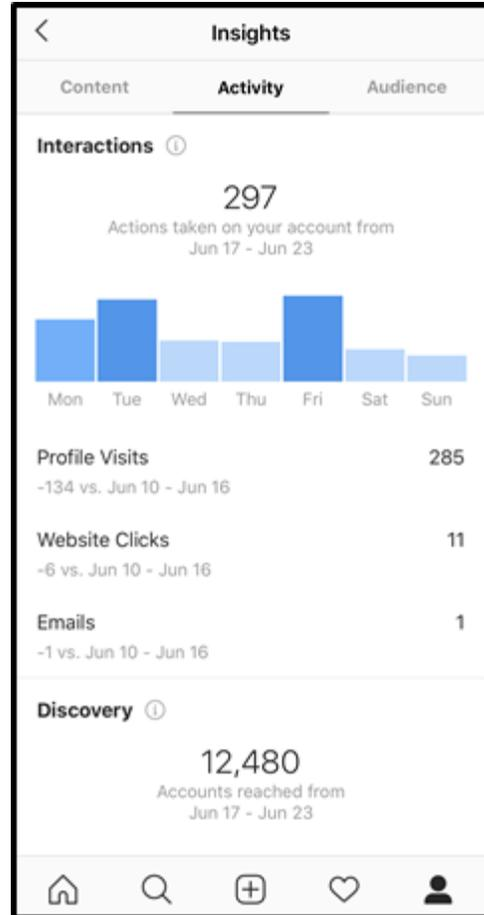 Insights
Content Activity Audience
Interactions
297
Actions taken on your account from
Jun 17 - Jun 23
Mon Tue Wed Thu Fri Sat Sun
Profile Visits 285
-134 vs. Jun 10 - Jun 16
Website Clicks 11
-6 vs. Jun 10 - Jun 16
Emails 1
-1 vs. Jun 10 - Jun 16
Discovery
12,480
Accounts reached from
Jun 17 - Jun 23